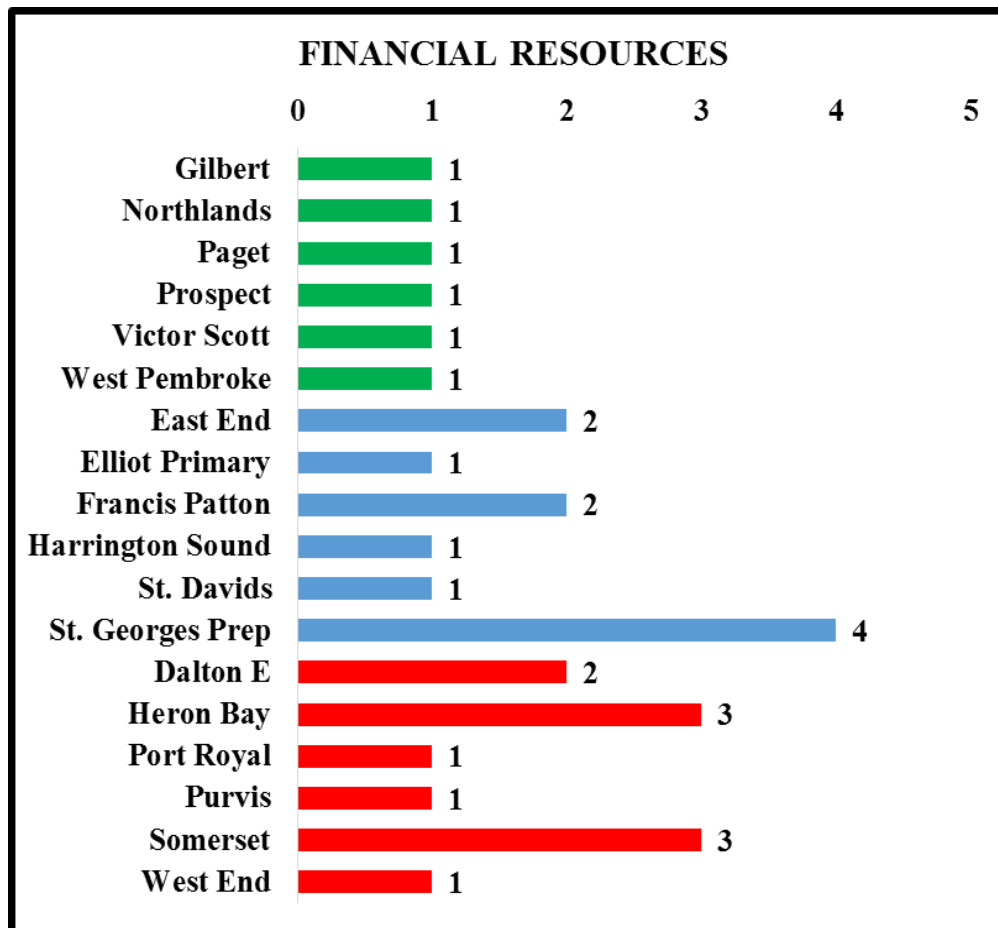 FINANCIAL RESOURCES
0 1 2 3 4 5
Gilbert 1
Northlands 1
Paget 1
Prospect 1
Victor Scott 1
West Pembroke 1
East End 2
Elliot Primary 1
Francis Patton 2
Harrington Sound 1
St. Davids 1
St. Georges Prep 4
Dalton E 2
Heron Bay 3
Port Royal 1
Purvis 1
Somerset 3
West End 1